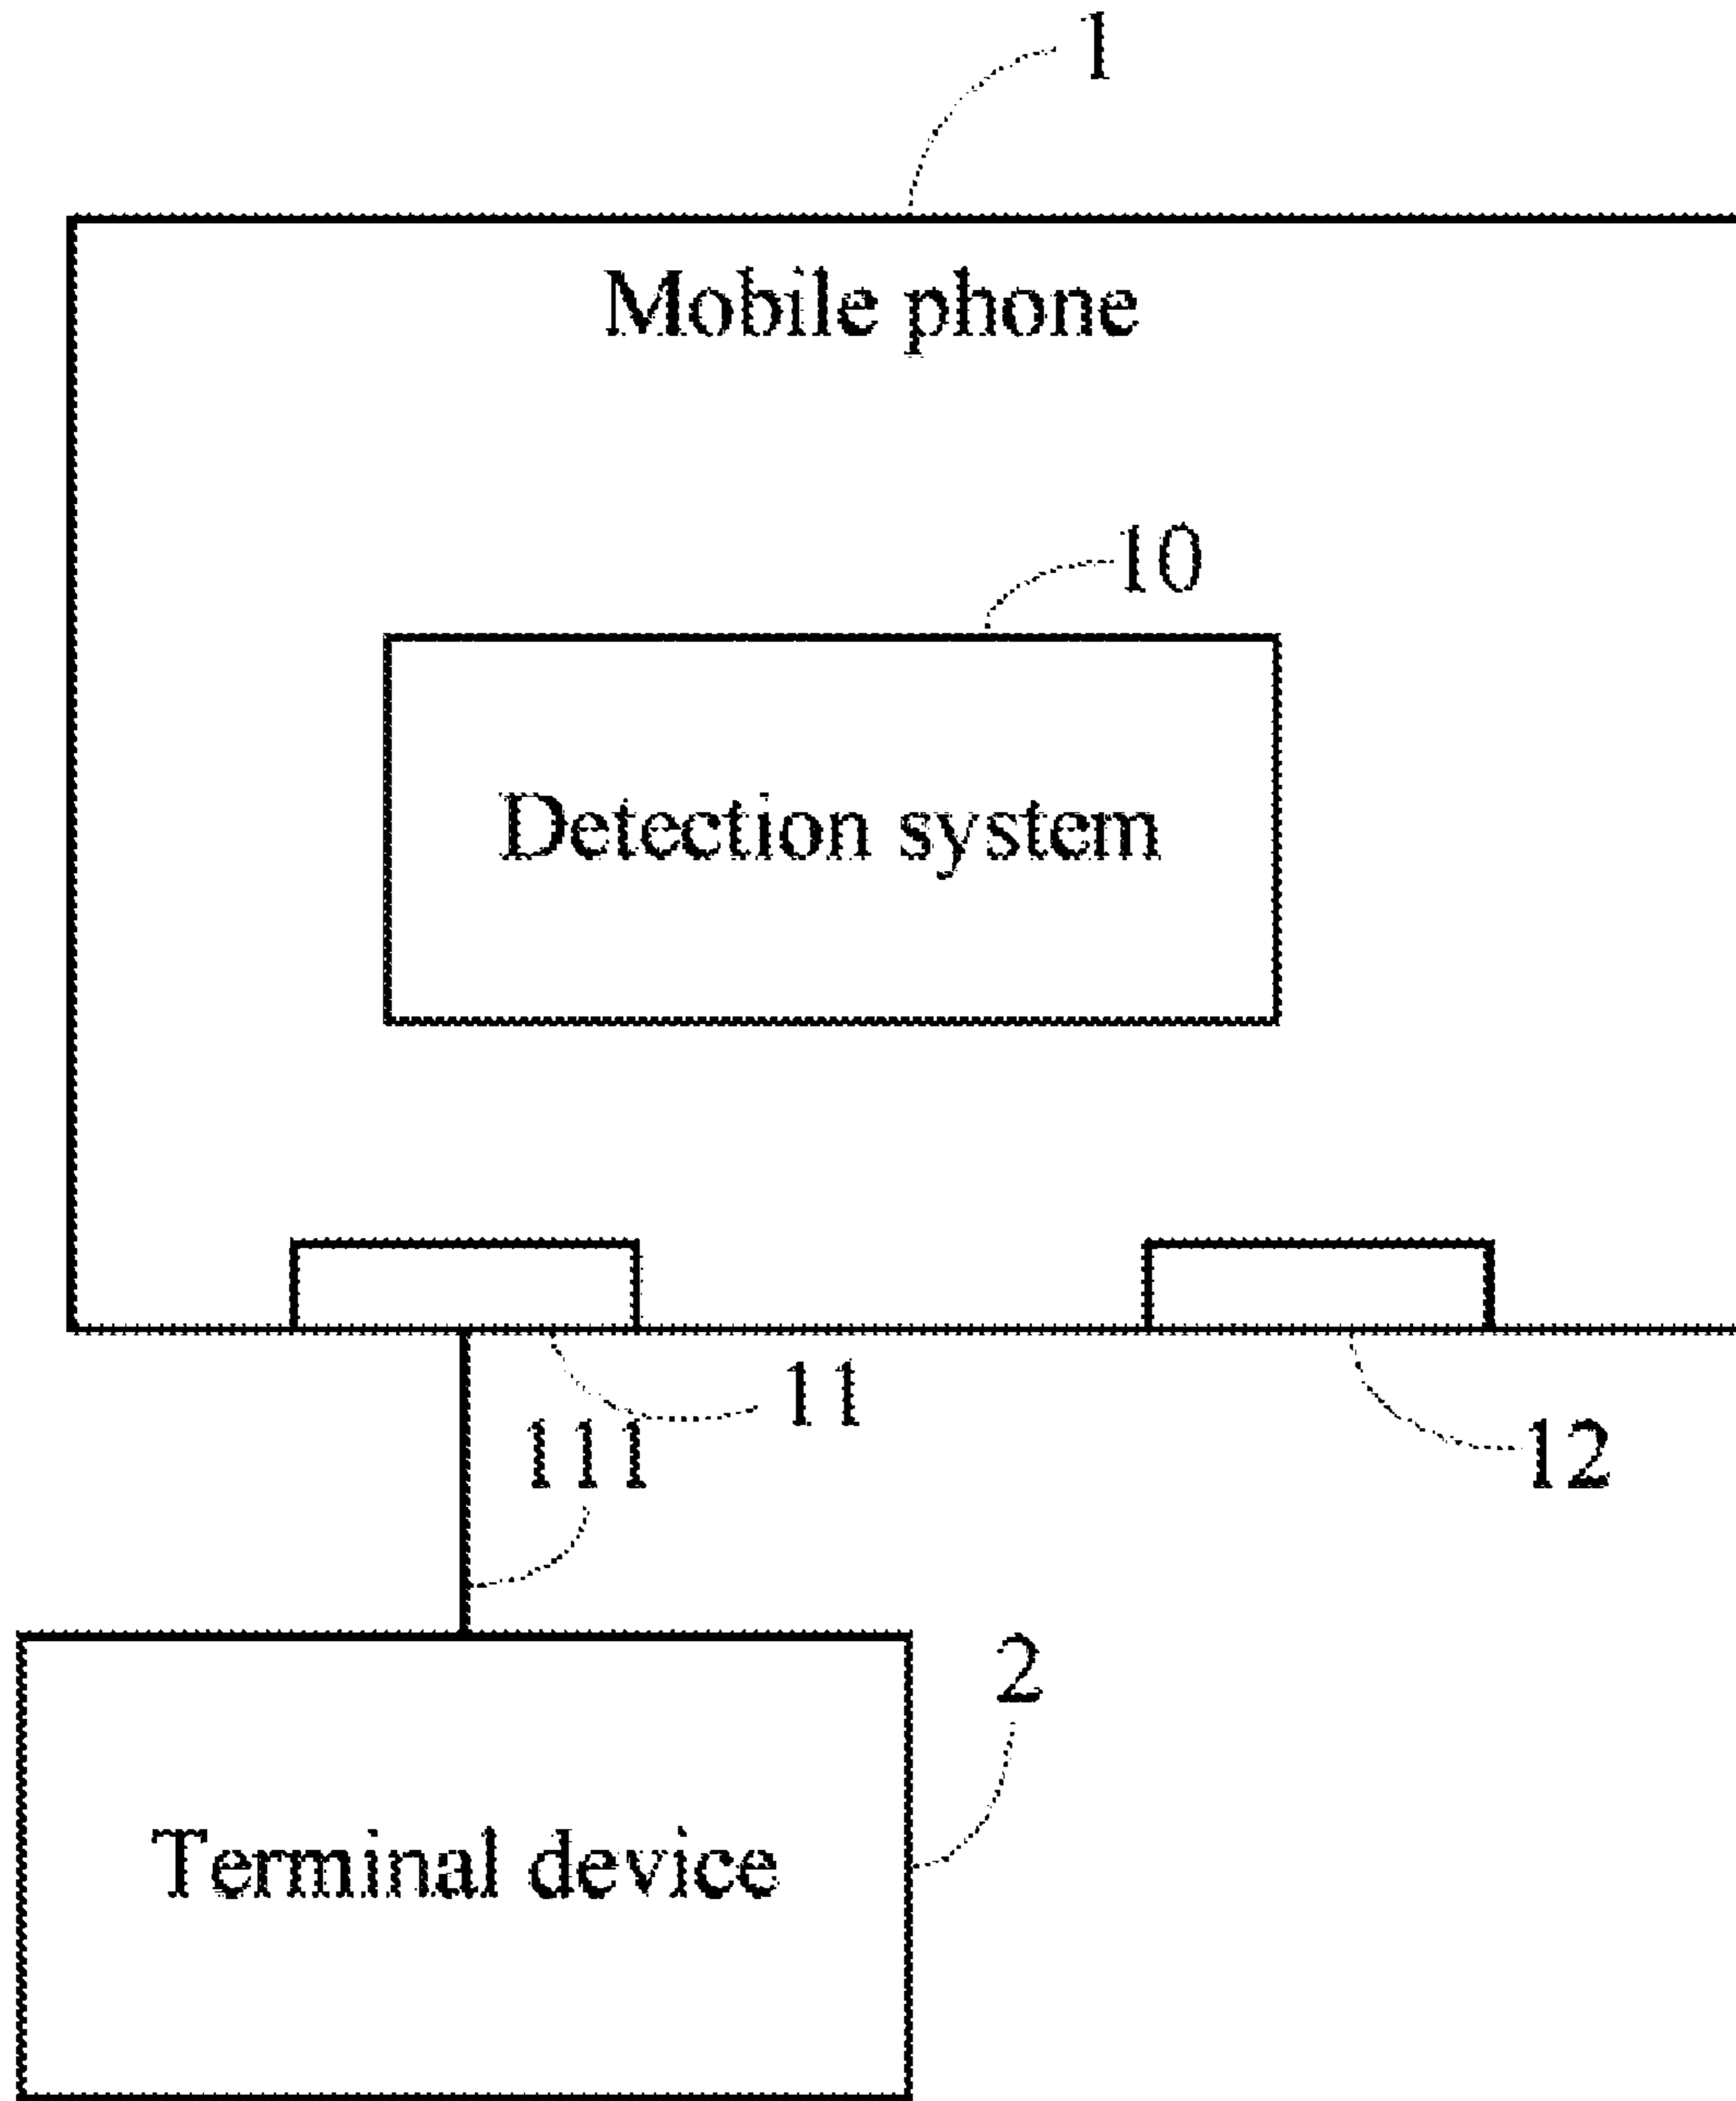 1
Mobile phone
10
Detection system
11
111
12
2
Terminal device